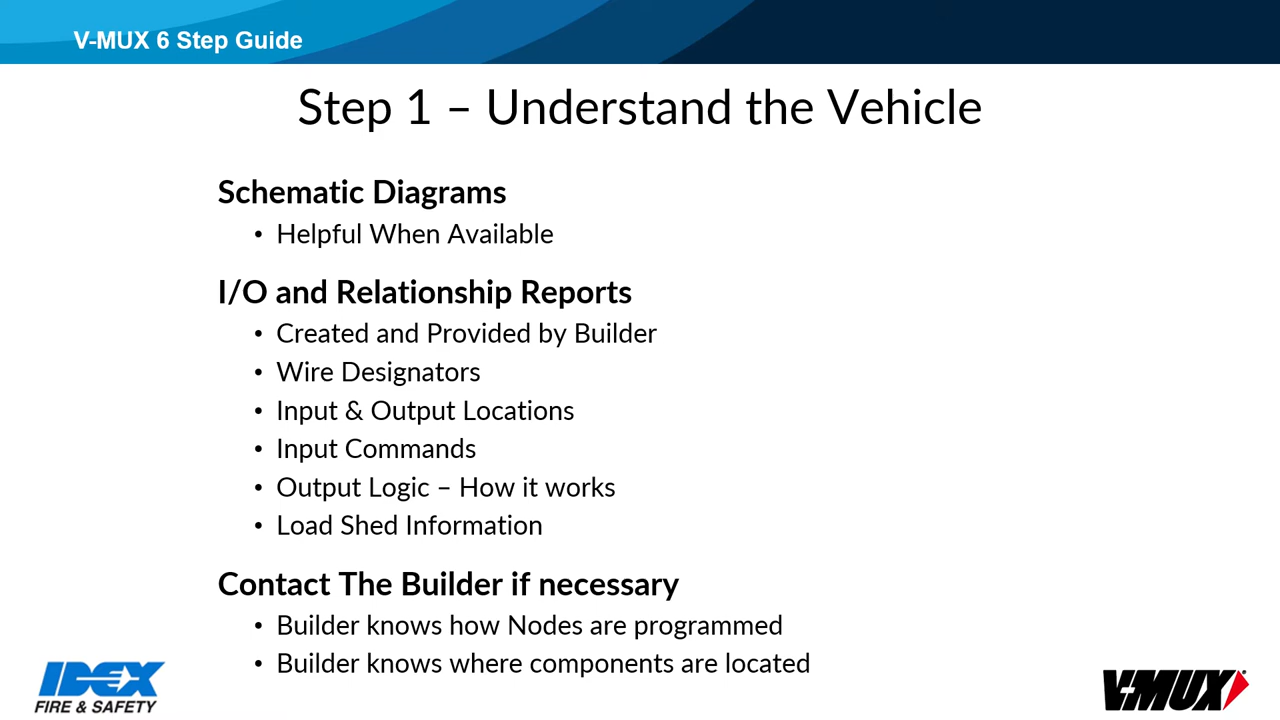 V-MUX 6 Step Guide
Step 1 – Understand the Vehicle
Schematic Diagrams
• Helpful When Available
I/O and Relationship Reports
• Created and Provided by Builder
• Wire Designators
• Input & Output Locations
• Input Commands
• Output Logic – How it works
• Load Shed Information
Contact The Builder if necessary
• Builder knows how Nodes are programmed
• Builder knows where components are located
IDEX
FIRE & SAFETY
V-MUX